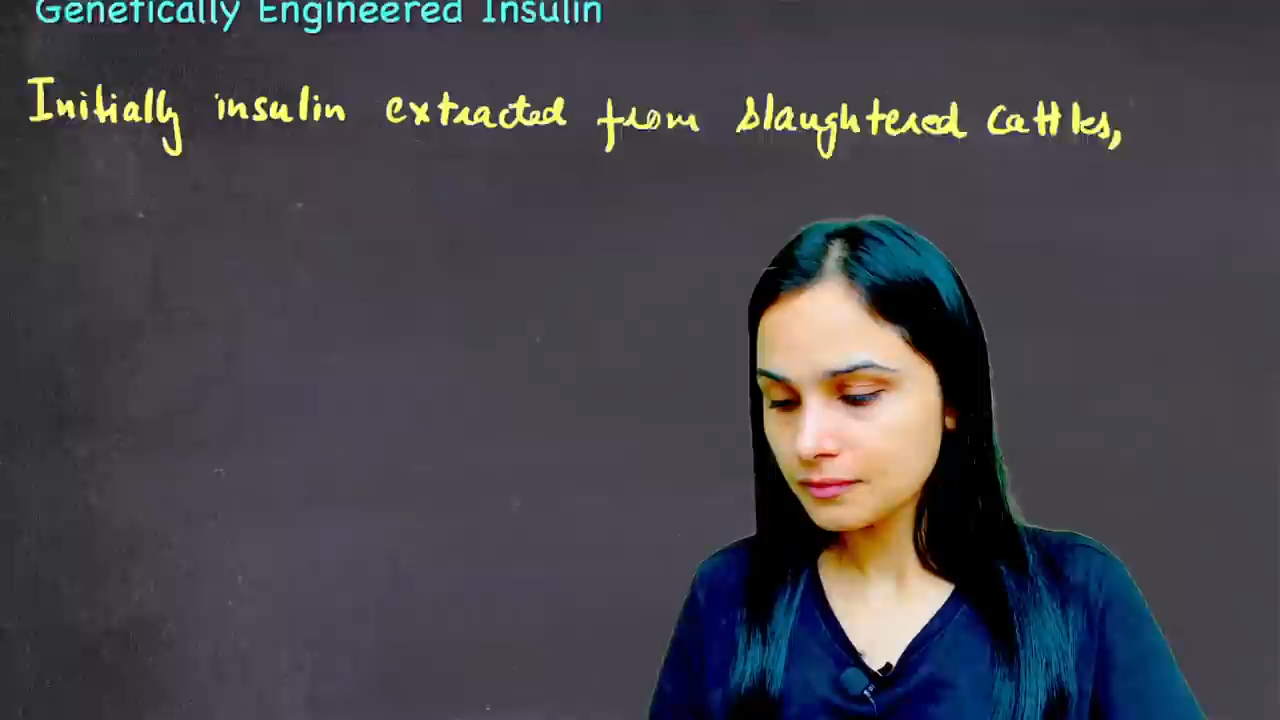 Genetically Engineered Insulin
Initially insulin extracted from slaughtered cattles,